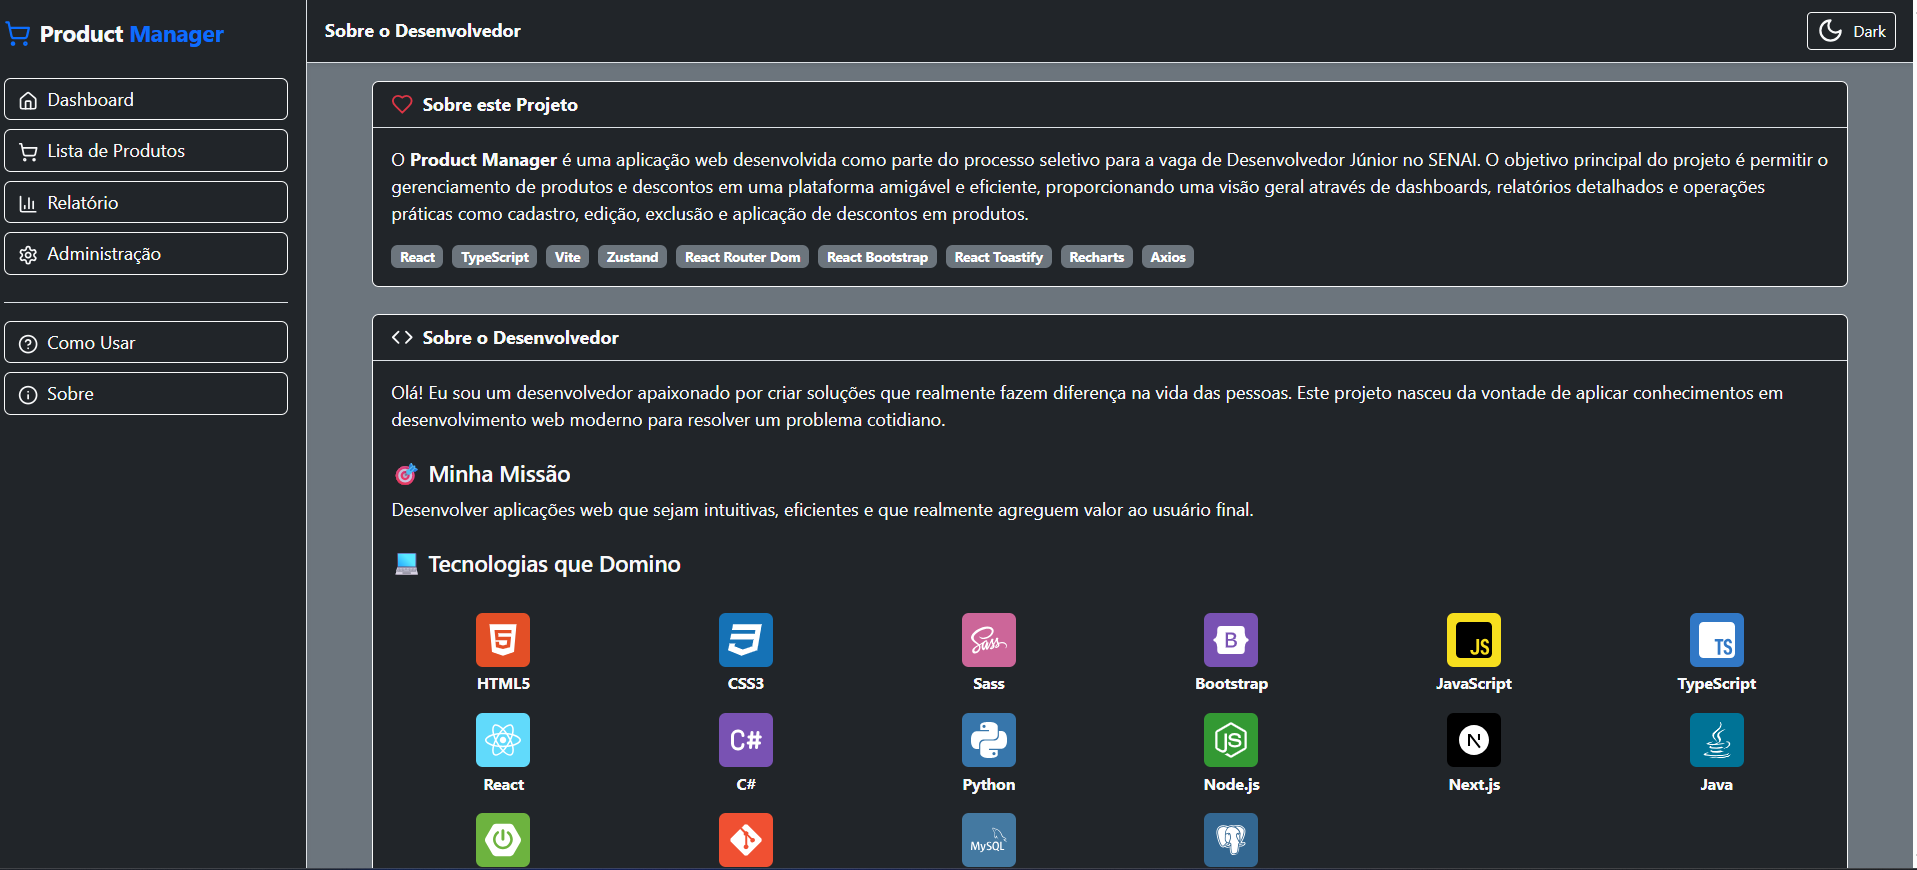 Product Manager
Dashboard
Lista de Produtos
Relatório
Administração
Como Usar
Sobre
Sobre o Desenvolvedor
Dark
Sobre este Projeto
O Product Manager é uma aplicação web desenvolvida como parte do processo seletivo para a vaga de Desenvolvedor Júnior no SENAI. O objetivo principal do projeto é permitir o
gerenciamento de produtos e descontos em uma plataforma amigável e eficiente, proporcionando uma visão geral através de dashboards, relatórios detalhados e operações
práticas como cadastro, edição, exclusão e aplicação de descontos em produtos.
React TypeScript Vite Zustand React Router Dom React Bootstrap React Toastify Recharts Axios
Sobre o Desenvolvedor
Olá! Eu sou um desenvolvedor apaixonado por criar soluções que realmente fazem diferença na vida das pessoas. Este projeto nasceu da vontade de aplicar conhecimentos em
desenvolvimento web moderno para resolver um problema cotidiano.
Minha Missão
Desenvolver aplicações web que sejam intuitivas, eficientes e que realmente agreguem valor ao usuário final.
Tecnologias que Domino
5 3 Sass B JS TS
HTML5 CSS3 Sass Bootstrap JavaScript TypeScript
C# JS N
React C# Python Node.js Next.js Java
MySQL